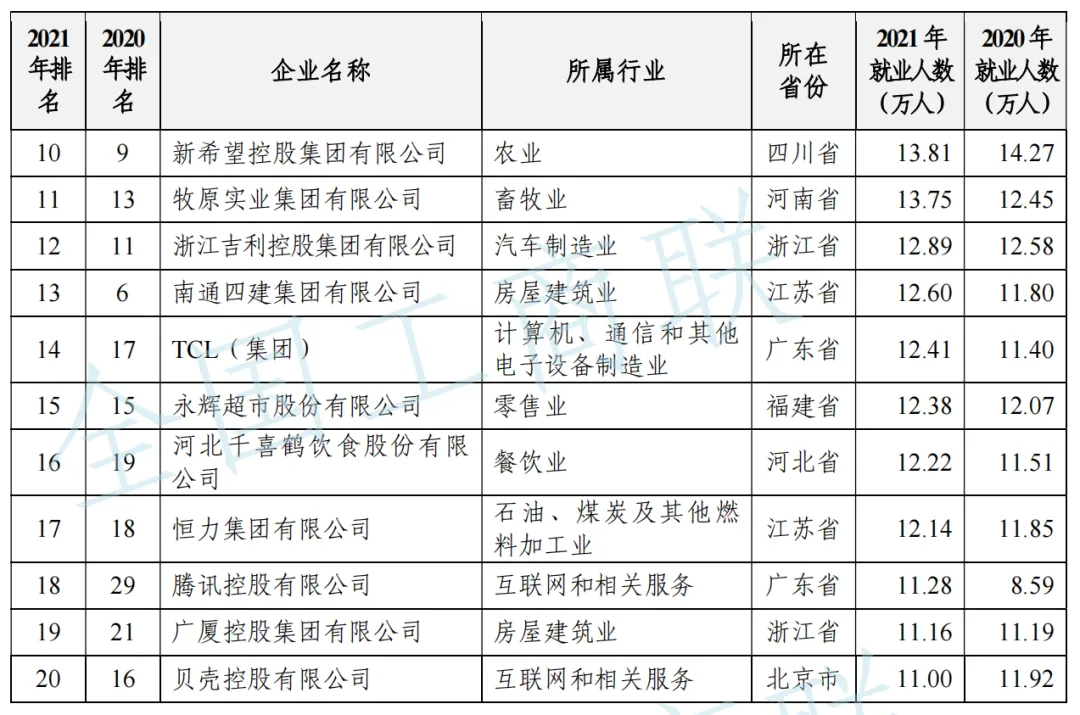 2021年排名 2020年排名 企业名称 所属行业 所在省份 2021年就业人数（万人） 2020年就业人数（万人）
10 9 新希望控股集团有限公司 农业 四川省 13.81 14.27
11 13 牧原实业集团有限公司 畜牧业 河南省 13.75 12.45
12 11 浙江吉利控股集团有限公司 汽车制造业 浙江省 12.89 12.58
13 6 南通四建集团有限公司 房屋建筑业 江苏省 12.60 11.80
14 17 TCL（集团） 计算机、通信和其他电子设备制造业 广东省 12.41 11.40
15 15 永辉超市股份有限公司 零售业 福建省 12.38 12.07
16 19 河北千喜鹤饮食股份有限公司 餐饮业 河北省 12.22 11.51
17 18 恒力集团有限公司 石油、煤炭及其他燃料加工业 江苏省 12.14 11.85
18 29 腾讯控股有限公司 互联网和相关服务 广东省 11.28 8.59
19 21 广厦控股集团有限公司 房屋建筑业 浙江省 11.16 11.19
20 16 贝壳控股有限公司 互联网和相关服务 北京市 11.00 11.92
全国工商联